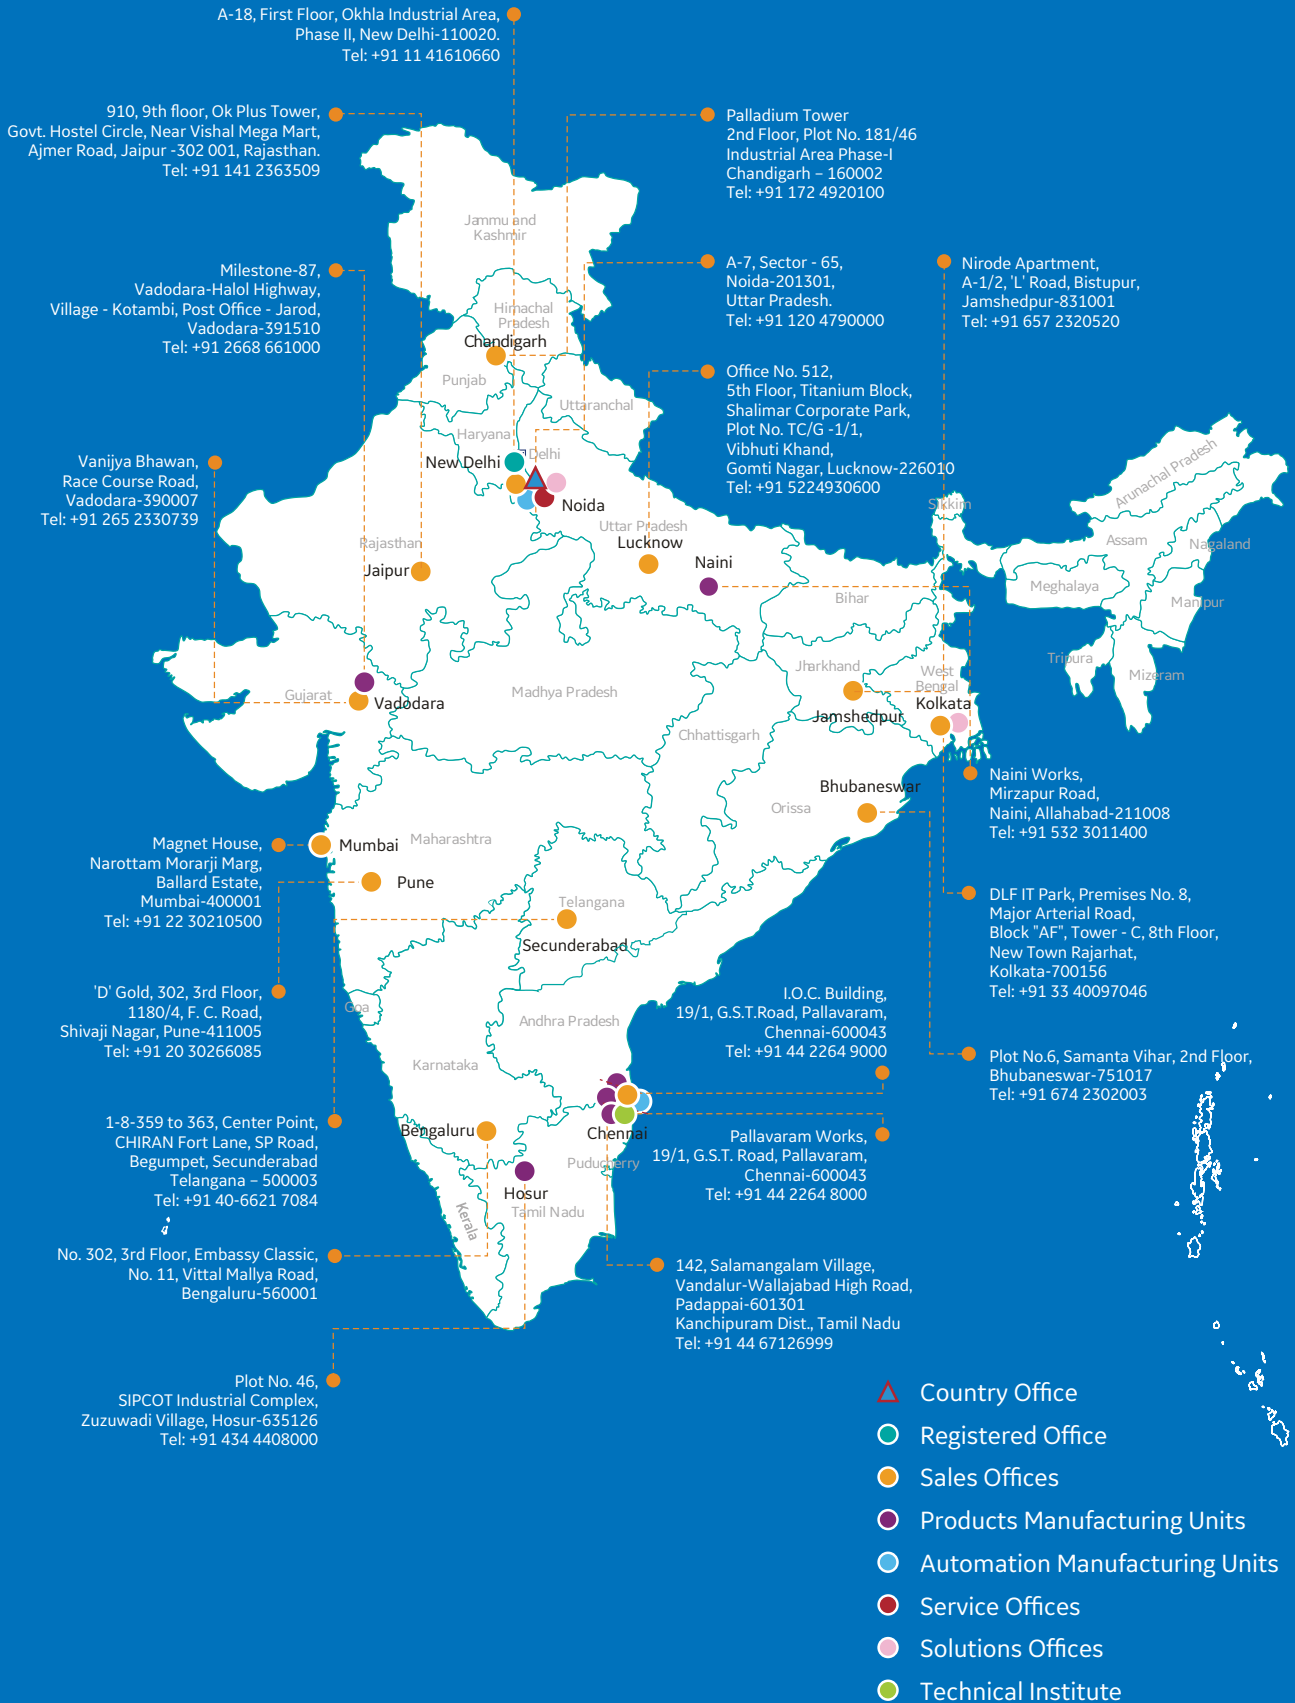 A-18, First Floor, Okhla Industrial Area,
Phase II, New Delhi-110020.
Tel: +91 11 41610660
910, 9th floor, Ok Plus Tower,
Govt. Hostel Circle, Near Vishal Mega Mart,
Ajmer Road, Jaipur -302 001, Rajasthan.
Tel: +91 141 2363509
Palladium Tower
2nd Floor, Plot No. 181/46
Industrial Area Phase-I
Chandigarh – 160002
Tel: +91 172 4920100
Milestone-87,
Vadodara-Halol Highway,
Village - Kotambi, Post Office - Jarod,
Vadodara-391510
Tel: +91 2668 661000
A-7, Sector - 65,
Noida-201301,
Uttar Pradesh.
Tel: +91 120 4790000
Nirode Apartment,
A-1/2, 'L' Road, Bistupur,
Jamshedpur-831001
Tel: +91 657 2320520
Office No. 512,
5th Floor, Titanium Block,
Shalimar Corporate Park,
Plot No. TC/G -1/1,
Vibhuti Khand,
Gomti Nagar, Lucknow-226010
Tel: +91 5224930600
Vanijya Bhawan,
Race Course Road,
Vadodara-390007
Tel: +91 265 2330739
Jammu and
Kashmir
Himachal
Pradesh
Chandigarh
Punjab
Uttaranchal
Haryana
Delhi
New Delhi
Noida
Uttar Pradesh
Lucknow
Naini
Rajasthan
Jaipur
Bihar
Sikkim
Arunachal Pradesh
Assam
Nagaland
Meghalaya
Manipur
Tripura
Mizeram
Jharkhand
West
Bengal
Kolkata
Jamshedpur
Gujarat
Vadodara
Madhya Pradesh
Chhattisgarh
Bhubaneswar
Orissa
Mumbai
Maharashtra
Pune
Telangana
Secunderabad
Goa
Andhra Pradesh
Karnataka
Bengaluru
Chennai
Puducherry
Hosur
Tamil Nadu
Kerala
Naini Works,
Mirzapur Road,
Naini, Allahabad-211008
Tel: +91 532 3011400
Magnet House,
Narottam Morarji Marg,
Ballard Estate,
Mumbai-400001
Tel: +91 22 30210500
DLF IT Park, Premises No. 8,
Major Arterial Road,
Block "AF", Tower - C, 8th Floor,
New Town Rajarhat,
Kolkata-700156
Tel: +91 33 40097046
'D' Gold, 302, 3rd Floor,
1180/4, F. C. Road,
Shivaji Nagar, Pune-411005
Tel: +91 20 30266085
I.O.C. Building,
19/1, G.S.T.Road, Pallavaram,
Chennai-600043
Tel: +91 44 2264 9000
Plot No.6, Samanta Vihar, 2nd Floor,
Bhubaneswar-751017
Tel: +91 674 2302003
1-8-359 to 363, Center Point,
CHIRAN Fort Lane, SP Road,
Begumpet, Secunderabad
Telangana – 500003
Tel: +91 40-6621 7084
Pallavaram Works,
19/1, G.S.T. Road, Pallavaram,
Chennai-600043
Tel: +91 44 2264 8000
No. 302, 3rd Floor, Embassy Classic,
No. 11, Vittal Mallya Road,
Bengaluru-560001
142, Salamangalam Village,
Vandalur-Wallajabad High Road,
Padappai-601301
Kanchipuram Dist., Tamil Nadu
Tel: +91 44 67126999
Plot No. 46,
SIPCOT Industrial Complex,
Zuzuwadi Village, Hosur-635126
Tel: +91 434 4408000
Country Office
Registered Office
Sales Offices
Products Manufacturing Units
Automation Manufacturing Units
Service Offices
Solutions Offices
Technical Institute